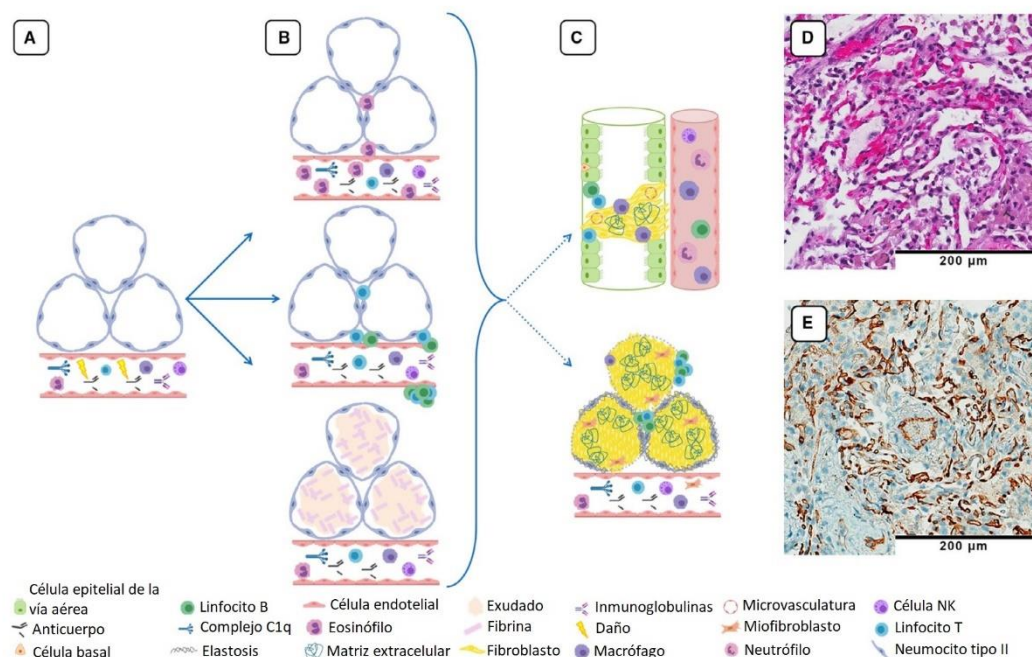 A
B
C
D
200 µm
E
200 µm
Célula epitelial de la
vía aérea
Linfocito B
Célula endotelial
Exudado
Inmunoglobulinas
Microvasculatura
Célula NK
Anticuerpo
Complejo C1q
Eosinófilo
Fibrina
Daño
Miofibroblasto
Linfocito T
Célula basal
Elastosis
Matriz extracelular
Fibroblasto
Macrófago
Neutrófilo
Neumocito tipo II